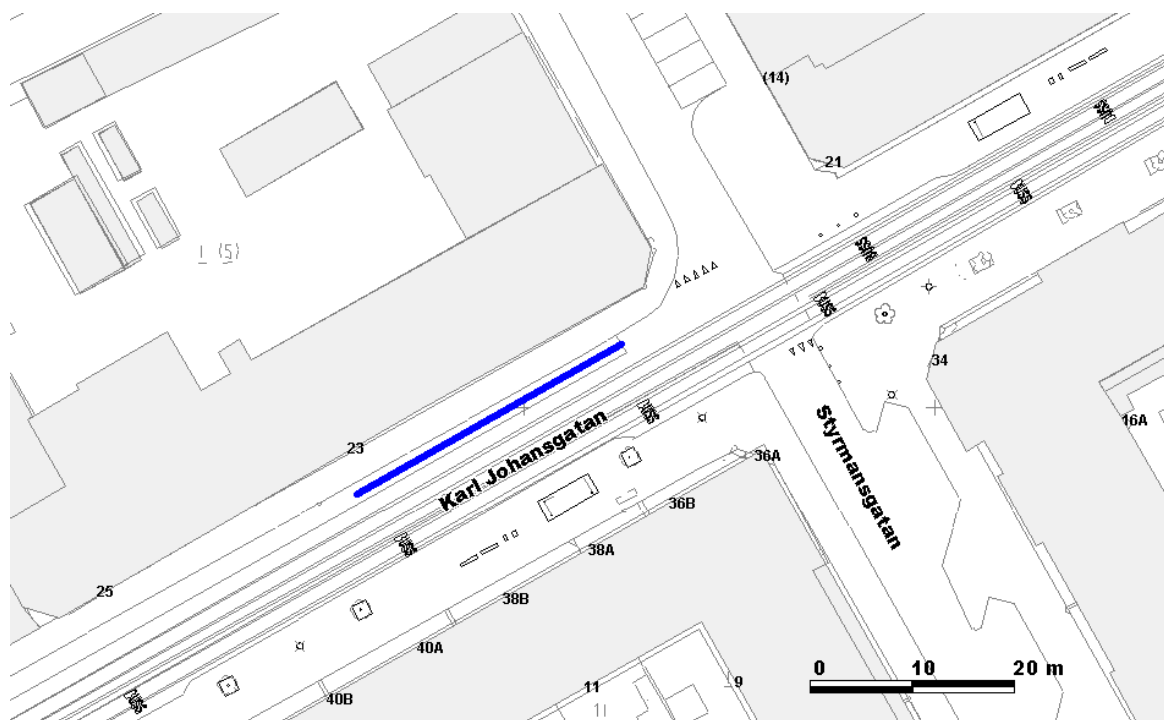 (14)
21
I (5)
34
16A
23
Karl Johansgatan
Styrmansgatan
36A
36B
38A
25
38B
40A
40B
11
9
0 10 20 m